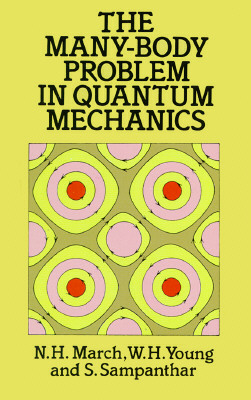 THE
MANY-BODY
PROBLEM
IN QUANTUM
MECHANICS
N.H. March, W.H. Young
and S. Sampanthar